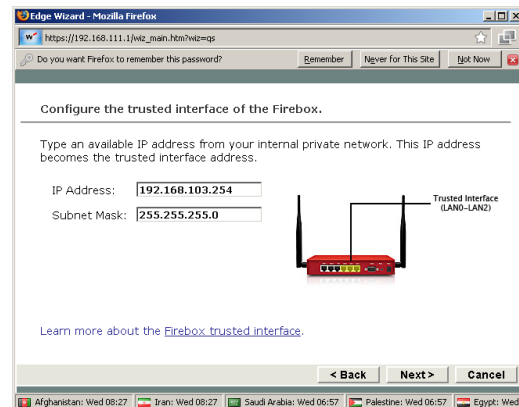 Edge Wizard - Mozilla Firefox
https://192.168.111.1/wiz_main.htm?wiz=qs
Do you want Firefox to remember this password?
Remember
Never for This Site
Not Now
Configure the trusted interface of the Firebox.
Type an available IP address from your internal private network. This IP address
becomes the trusted interface address.
IP Address:
192.168.103.254
Subnet Mask:
255.255.255.0
Trusted Interface
(LAN0-LAN2)
Learn more about the Firebox trusted interface.
< Back
Next >
Cancel
Afghanistan: Wed 08:27
Iran: Wed 08:27
Saudi Arabia: Wed 06:57
Palestine: Wed 06:57
Egypt: Wed